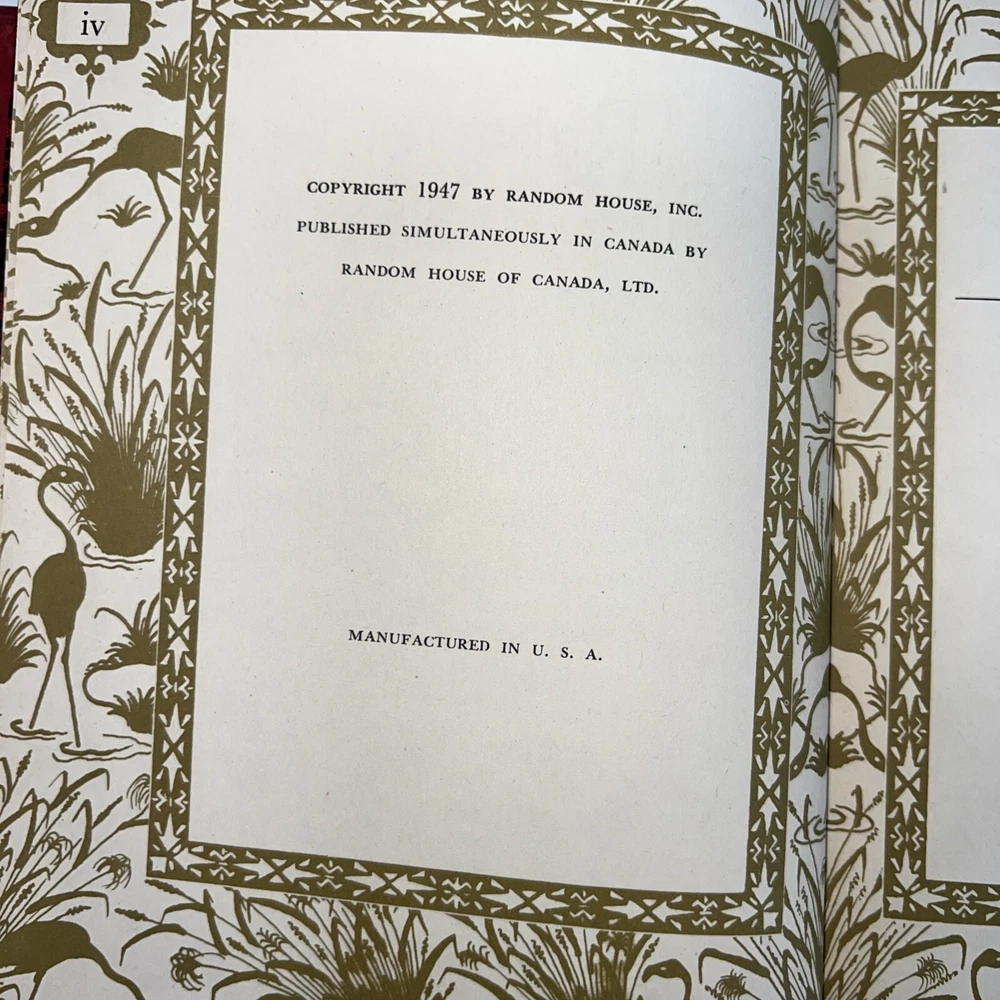 iv
COPYRIGHT 1947 BY RANDOM HOUSE, INC.
PUBLISHED SIMULTANEOUSLY IN CANADA BY
RANDOM HOUSE OF CANADA, LTD.
MANUFACTURED IN U. S. A.